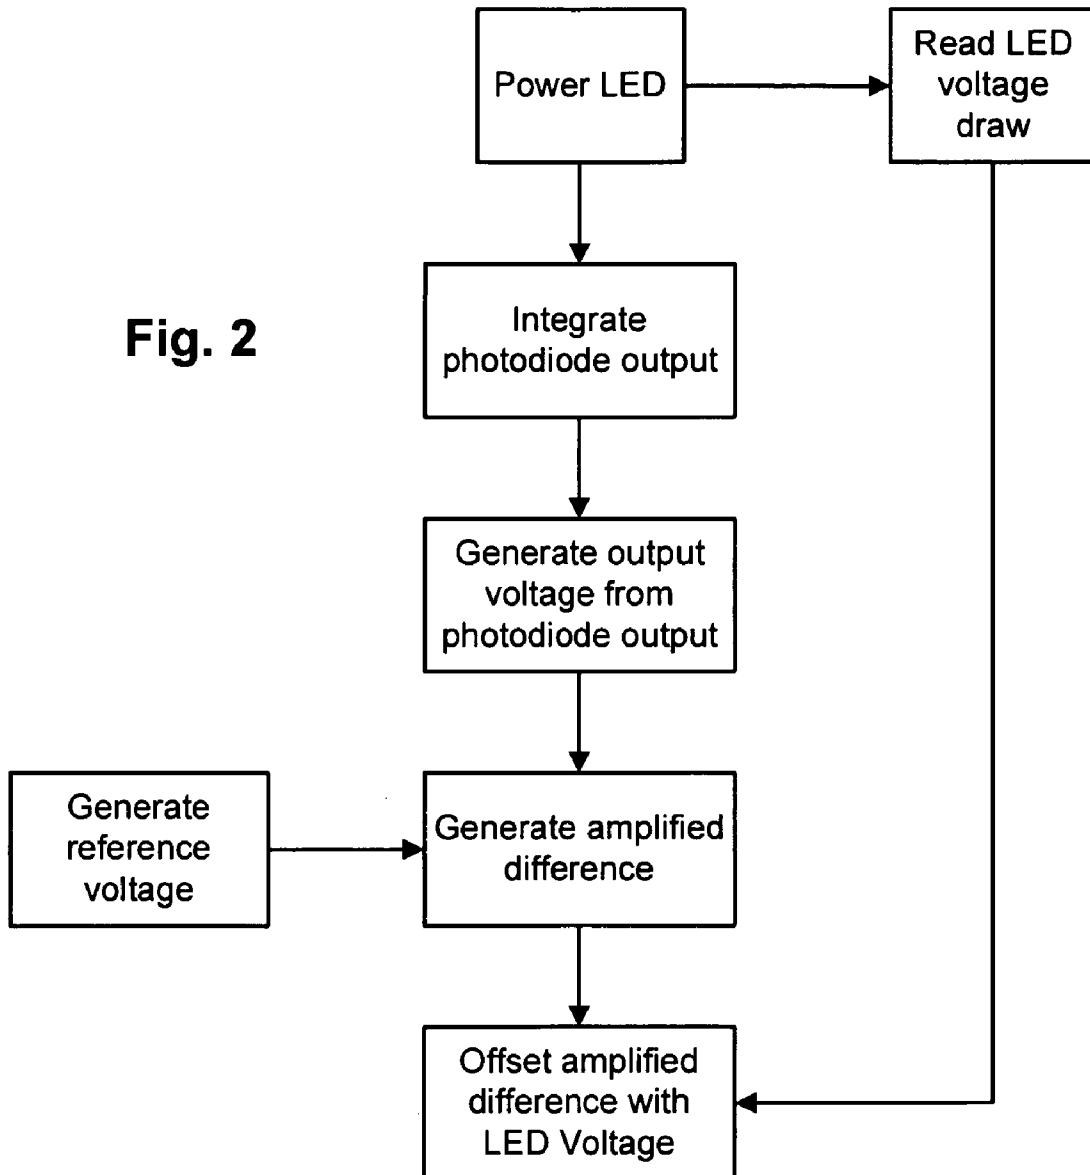 Power LED
Read LED
voltage
draw
Fig. 2
Integrate
photodiode output
Generate output
voltage from
photodiode output
Generate
reference
voltage
Generate amplified
difference
Offset amplified
difference with
LED Voltage